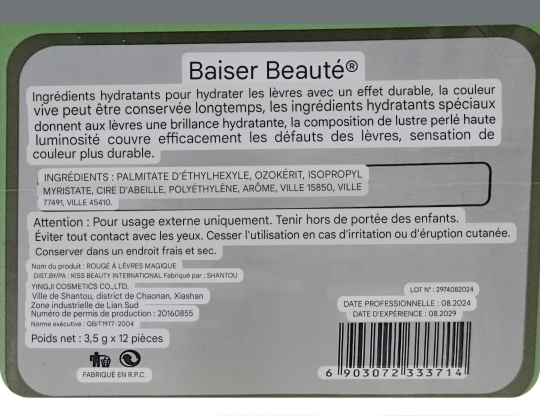 Baiser Beauté®
Ingrédients hydratants pour hydrater les lèvres avec un effet durable, la couleur
vive peut être conservée longtemps, les ingrédients hydratants spéciaux
donnent aux lèvres une brillance hydratante, la composition de lustre perlé haute
luminosité couvre efficacement les défauts des lèvres, sensation de
couleur plus durable.
INGRÉDIENTS : PALMITATE D'ÉTHYLHEXYLE, OZOKÉRIT, ISOPROPYL
MYRISTATE, CIRE D'ABEILLE, POLYÉTHYLÈNE, ARÔME, VILLE 15850, VILLE
77491, VILLE 45410.
Attention : Pour usage externe uniquement. Tenir hors de portée des enfants.
Éviter tout contact avec les yeux. Cesser l'utilisation en cas d'irritation ou d'éruption cutanée.
Conserver dans un endroit frais et sec.
Nom du produit : ROUGE À LÈVRES MAGIQUE
DIST.BY/PA : KISS BEAUTY INTERNATIONAL Fabriqué par : SHANTOU
YINGJI COSMETICS CO.,LTD.
Ville de Shantou, district de Chaonan, Xiashan
Zone industrielle de Lian Sud
Numéro de permis de production : 20160855
Norme exécutive : QB/T1977-2004
Poids net : 3,5 g x 12 pièces
FABRIQUÉ EN R.P.C.
LOT N° : 2974082024
DATE PROFESSIONNELLE : 08.2024
DATE D'EXPÉRIENCE : 08.2029
6 903072 333714